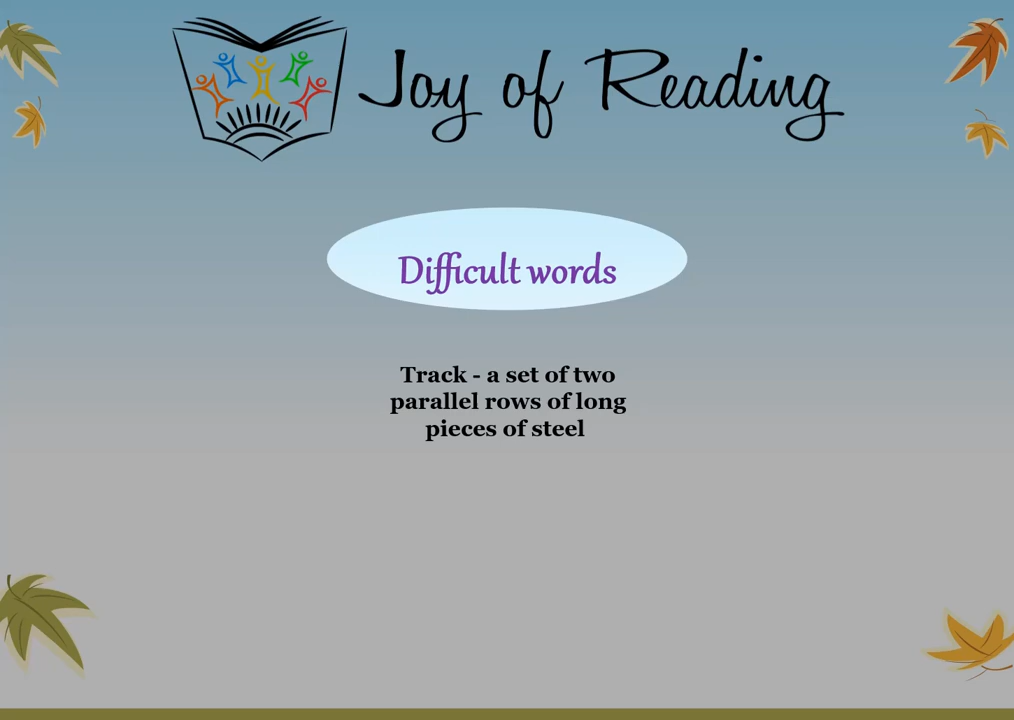 Joy of Reading
Difficult words
Track - a set of two
parallel rows of long
pieces of steel